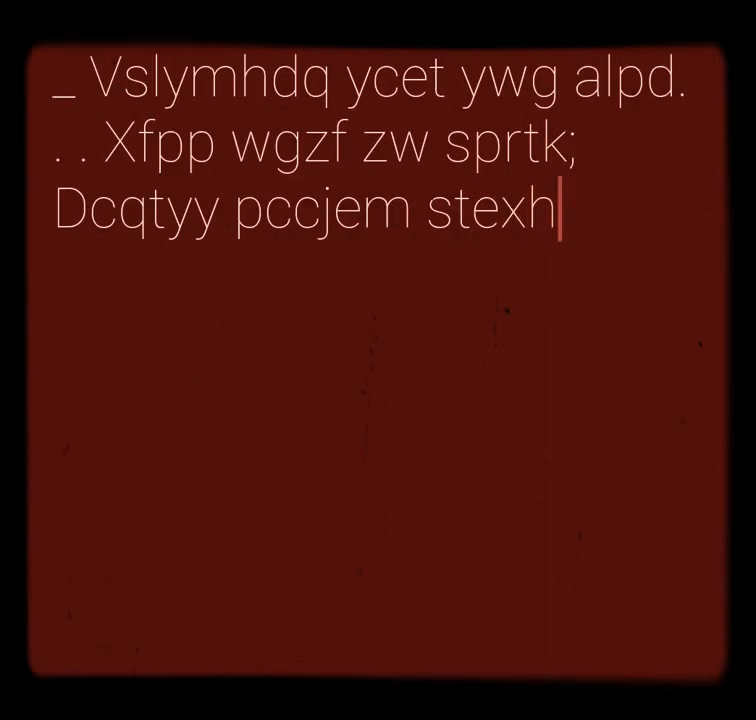 _ Vslymhdq ycet ywg alpd.
. . Xfpp wgzf zw sprtk;
Dcqtyy pccjem stexh